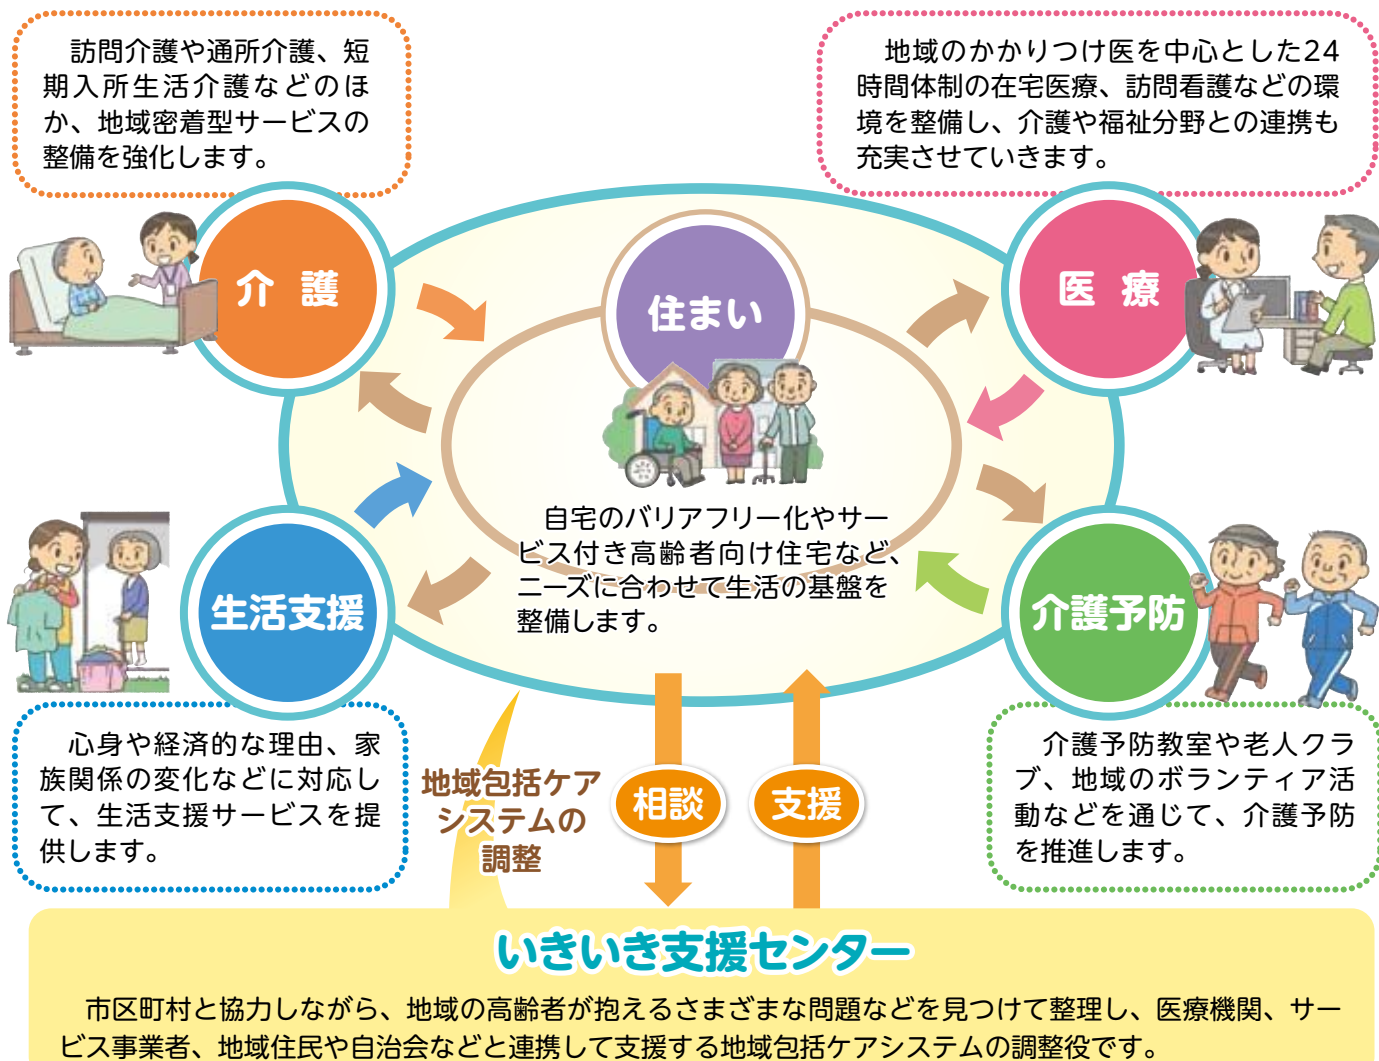 訪問介護や通所介護、短
期入所生活介護などのほ
か、地域密着型サービスの
整備を強化します。
地域のかかりつけ医を中心とした24
時間体制の在宅医療、訪問看護などの環
境を整備し、介護や福祉分野との連携も
充実させていきます。
介護
住まい
医療
自宅のバリアフリー化やサー
ビス付き高齢者向け住宅など、
ニーズに合わせて生活の基盤を
整備します。
生活支援
介護予防
心身や経済的な理由、家
族関係の変化などに対応し
て、生活支援サービスを提
供します。
地域包括ケア
システムの
調整
相談
支援
介護予防教室や老人クラ
ブ、地域のボランティア活
動などを通じて、介護予防
を推進します。
いきいき支援センター
市区町村と協力しながら、地域の高齢者が抱えるさまざまな問題などを見つけて整理し、医療機関、サー
ビス事業者、地域住民や自治会などと連携して支援する地域包括ケアシステムの調整役です。